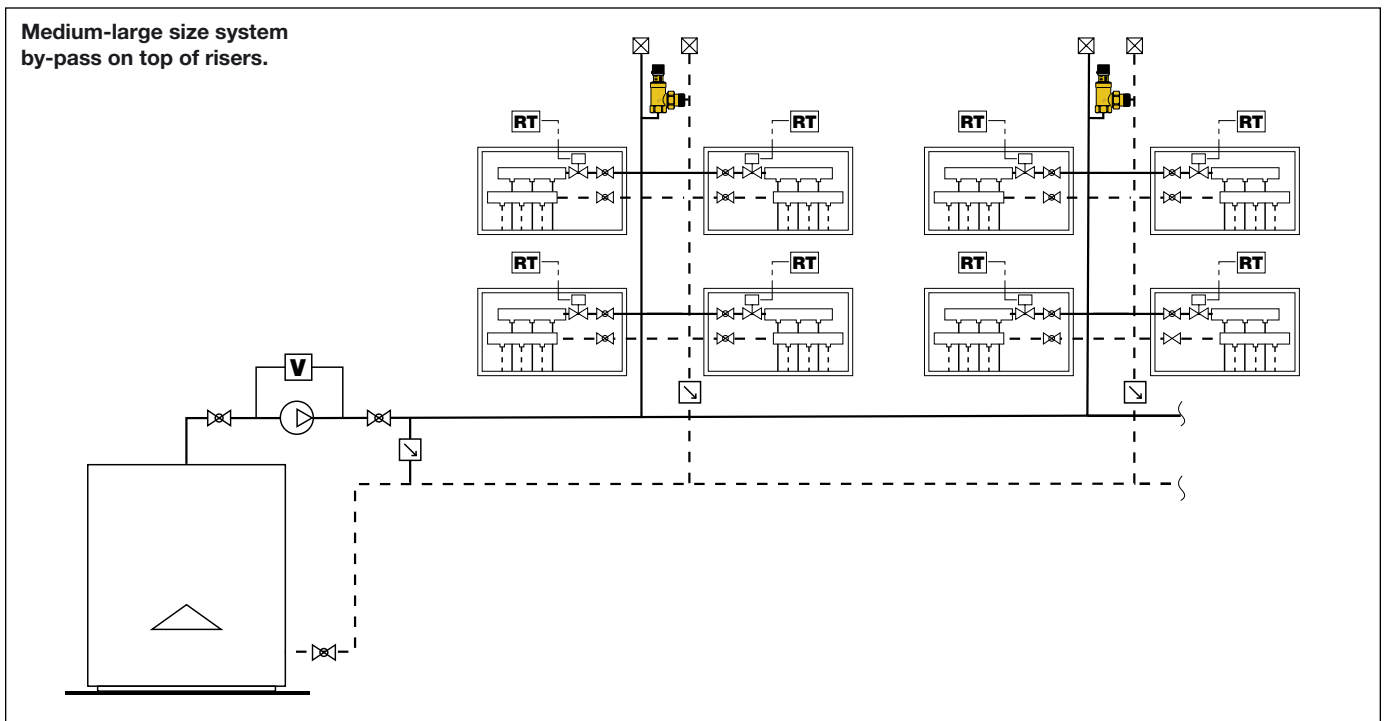 Medium-large size system
by-pass on top of risers.
RT RT RT RT
RT RT RT RT
V